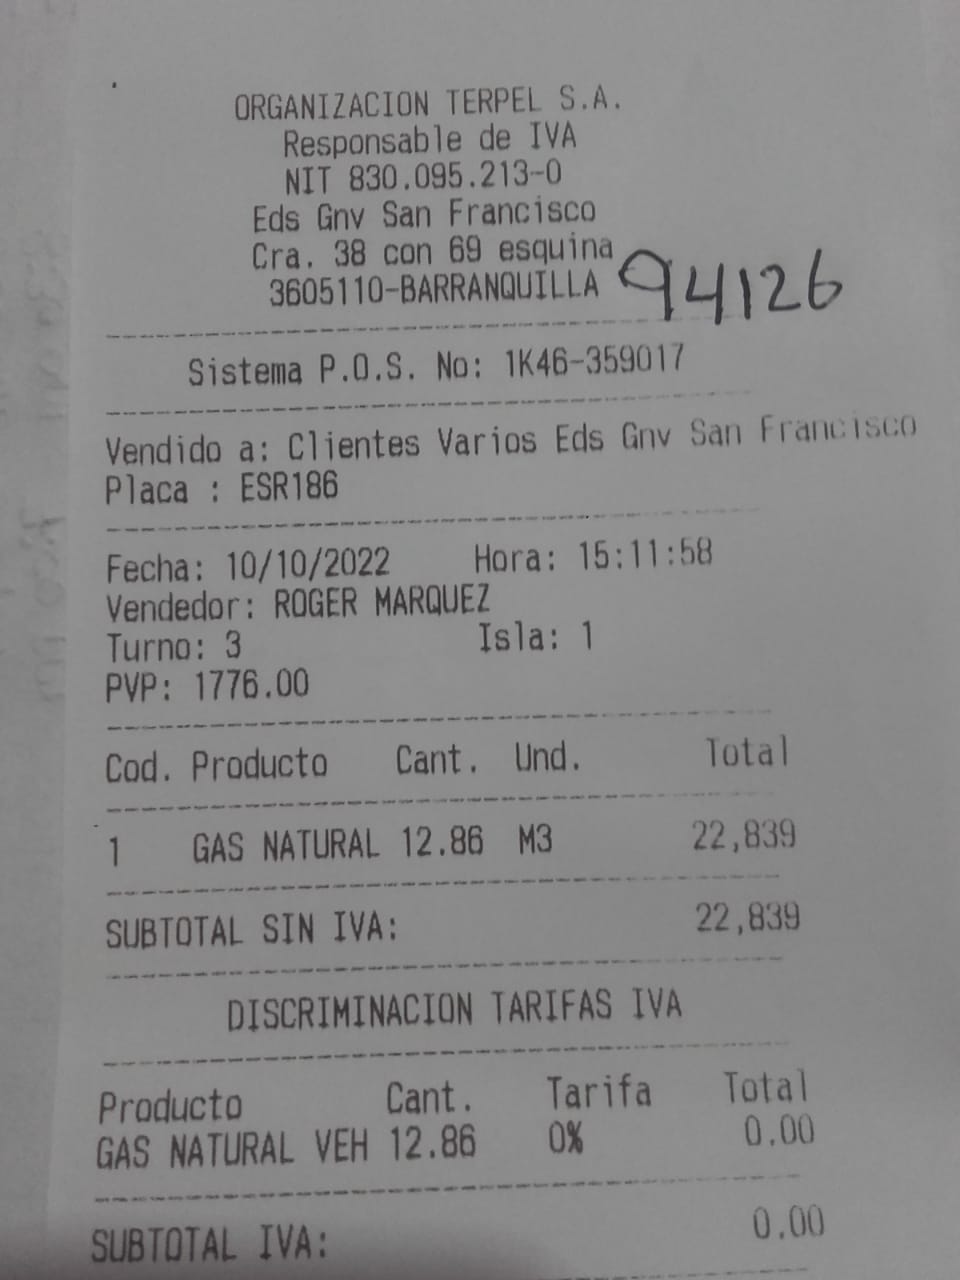 ORGANIZACION TERPEL S.A.
Responsable de IVA
NIT 830.095.213-0
Eds Gnv San Francisco
Cra. 38 con 69 esquina
3605110-BARRANQUILLA 94126
Sistema P.O.S. No: 1K46-359017
Vendido a: Clientes Varios Eds Gnv San Francisco
Placa : ESR186
Fecha: 10/10/2022 Hora: 15:11:58
Vendedor: ROGER MARQUEZ
Turno: 3 Isla: 1
PVP: 1776.00
Cod. Producto Cant. Und. Total
1 GAS NATURAL 12.86 M3 22,839
SUBTOTAL SIN IVA: 22,839
DISCRIMINACION TARIFAS IVA
Producto Cant. Tarifa Total
GAS NATURAL VEH 12.86 0% 0.00
SUBTOTAL IVA: 0.00